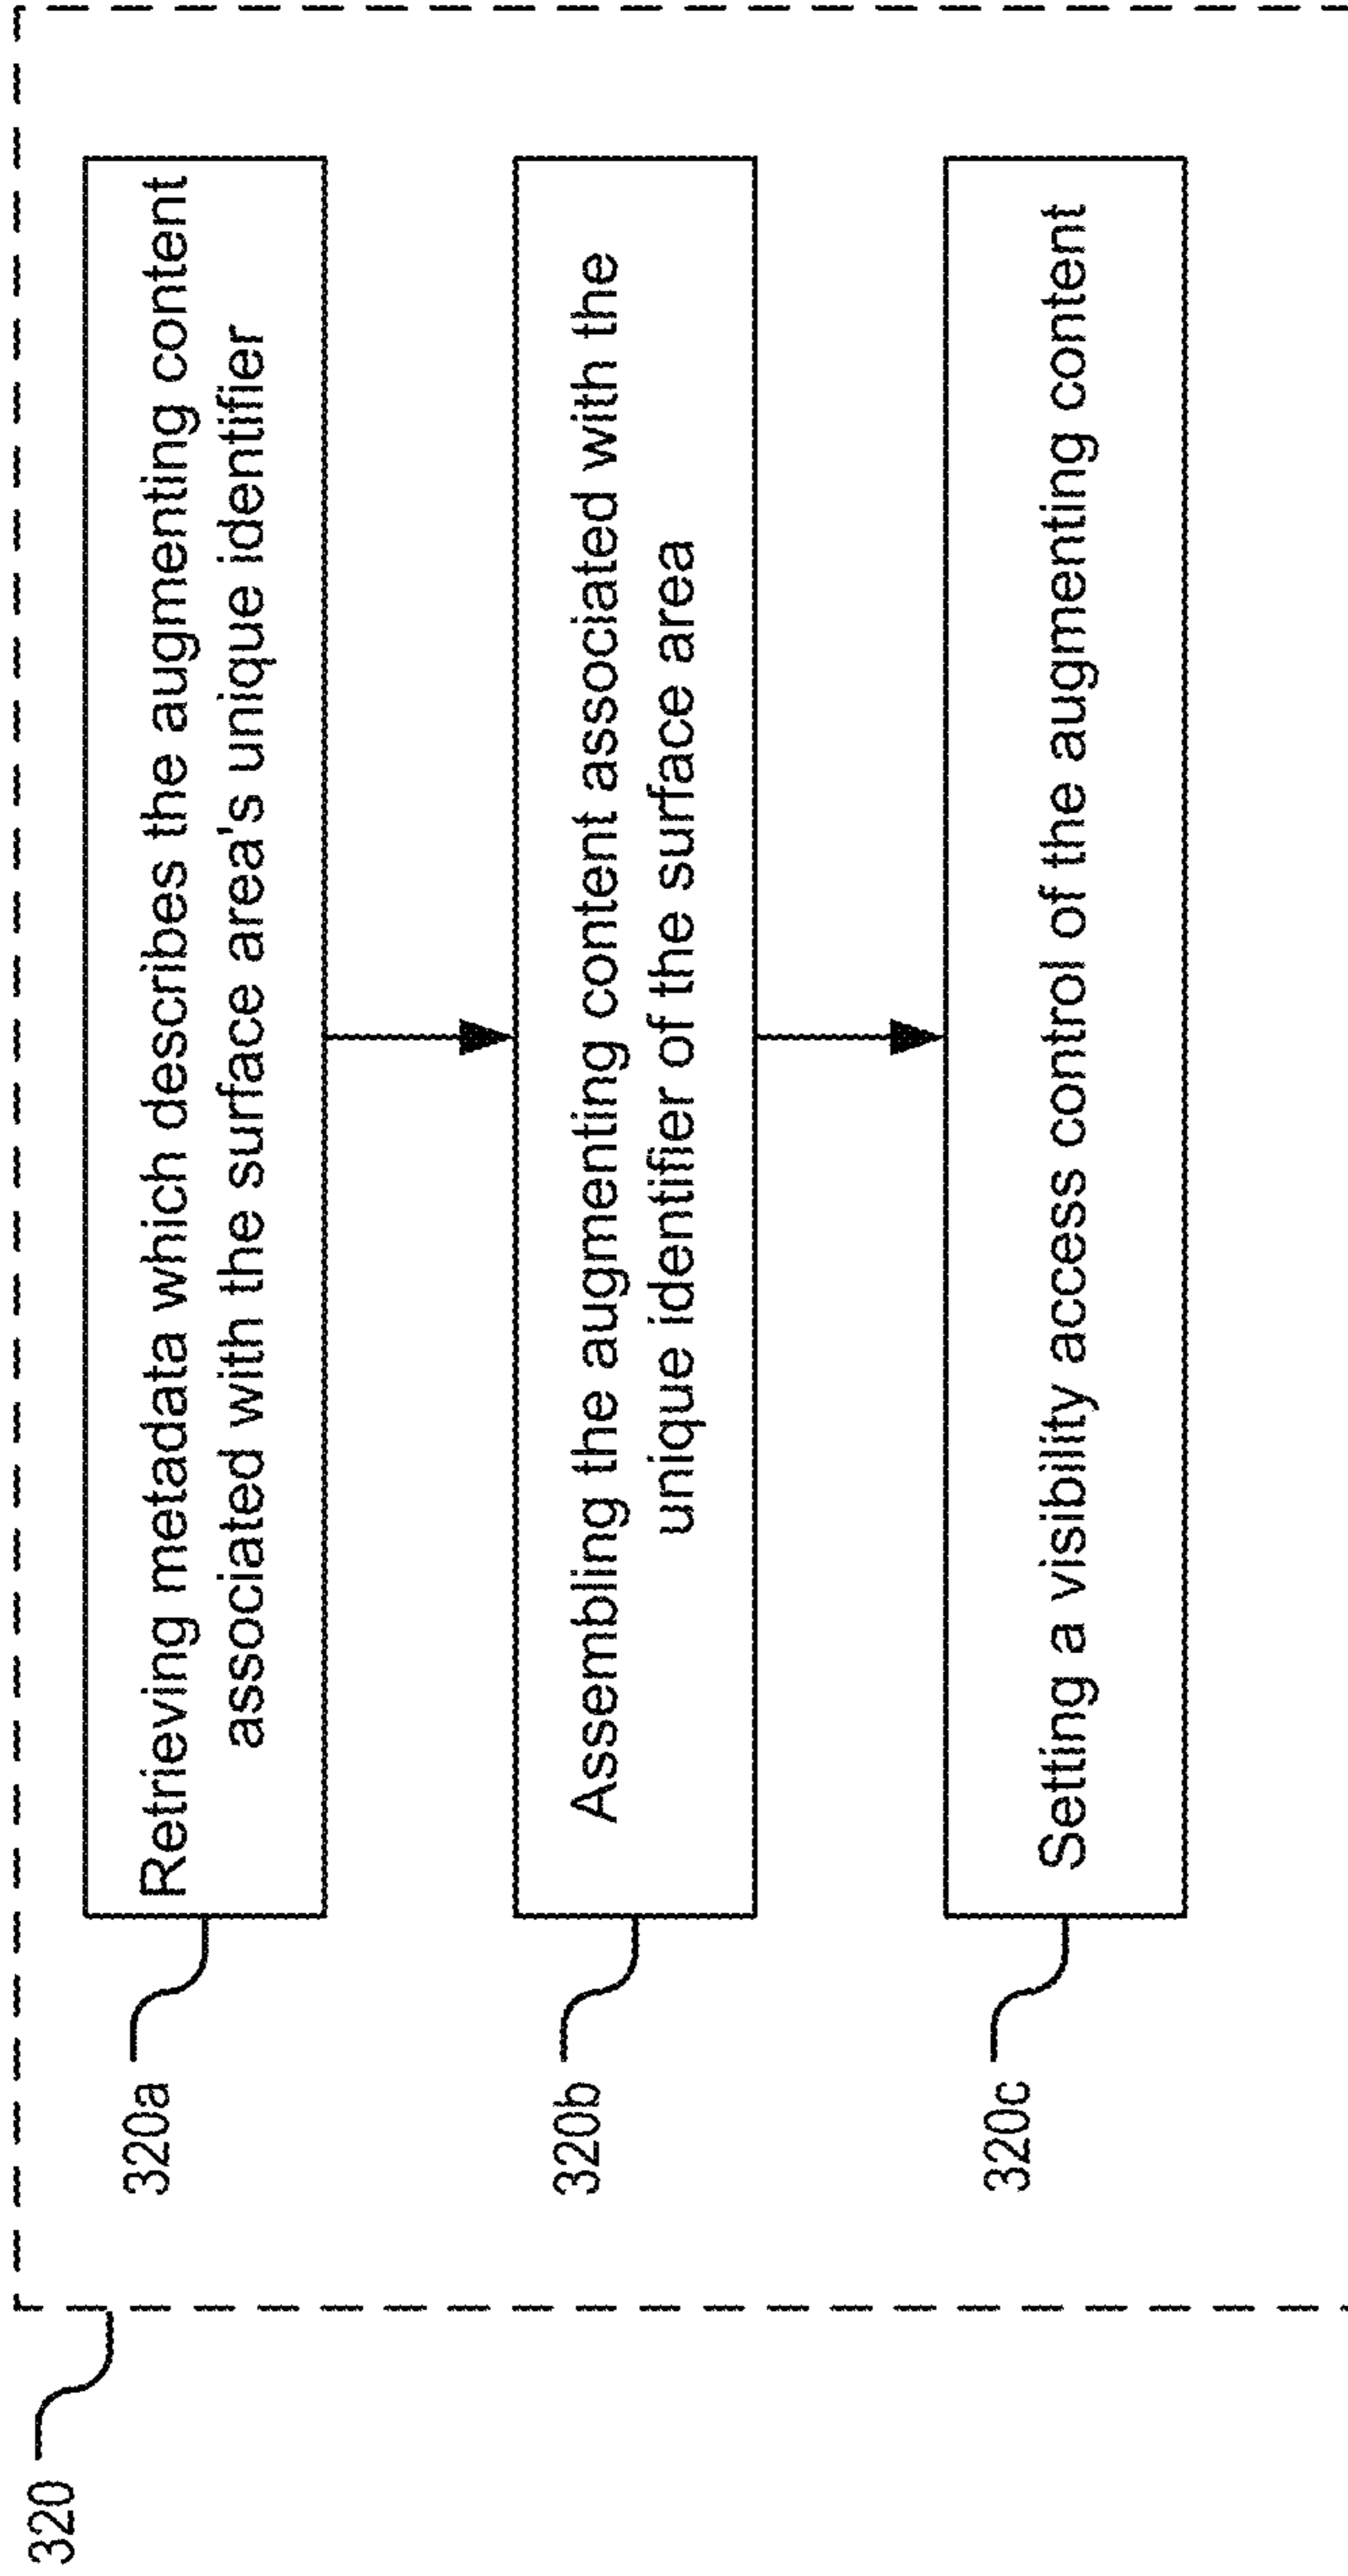 320
320a
Retrieving metadata which describes the augmenting content
associated with the surface area's unique identifier
320b
Assembling the augmenting content associated with the
unique identifier of the surface area
320c
Setting a visibility access control of the augmenting content